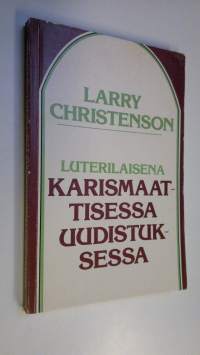 LARRY
CHRISTENSON
LUTERILAISENA
KARISMAAT-
TISESSA
UUDISTUK-
SESSA